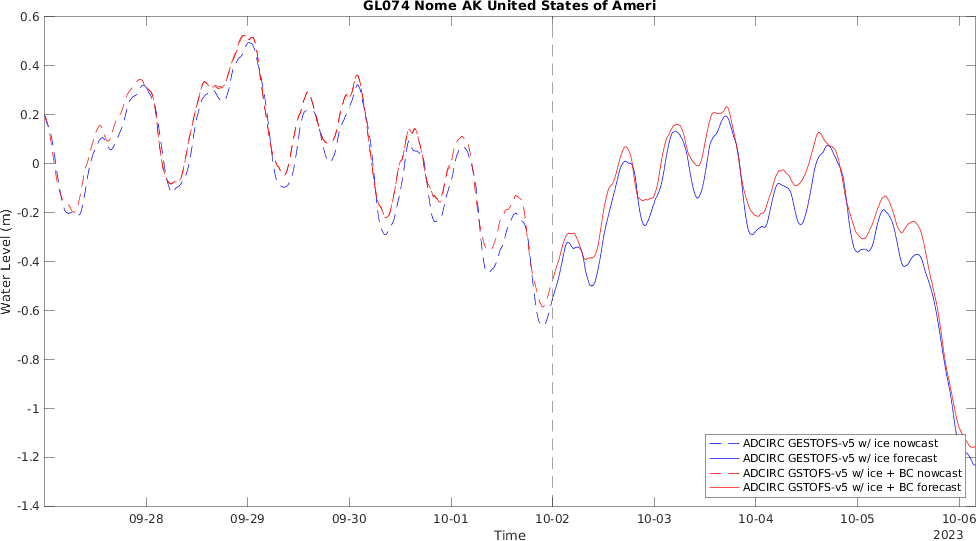 GL074 Nome AK United States of Ameri
0.6
0.4
0.2
0
-0.2
-0.4
-0.6
-0.8
-1
-1.2
-1.4
Water Level (m)
ADCIRC GESTOFS-v5 w/ ice nowcast
ADCIRC GESTOFS-v5 w/ ice forecast
ADCIRC GSTOFS-v5 w/ ice + BC nowcast
ADCIRC GSTOFS-v5 w/ ice + BC forecast
09-28 09-29 09-30 10-01 10-02 10-03 10-04 10-05 10-06
Time
2023